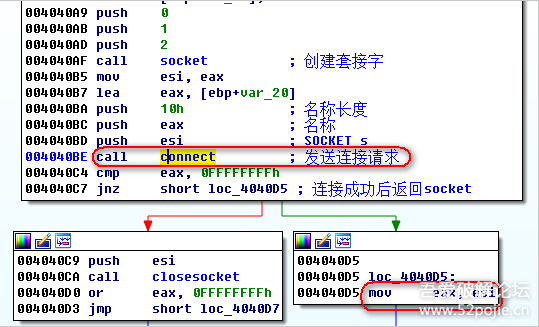 004040A9 push 0
004040AB push 1
004040AD push 2
004040AF call socket ; 创建套接字
004040B5 mov esi, eax
004040B7 lea eax, [ebp+var_20]
004040BA push 10h ; 名称长度
004040BC push eax ; 名称
004040BD push esi ; SOCKET s
004040BE call connect ; 发送连接请求
004040C4 cmp eax, 0FFFFFFFFh
004040C7 jnz short loc_4040D5 ; 连接成功后返回socket
004040C9 push esi
004040CA call closesocket
004040D0 or eax, 0FFFFFFFFh
004040D3 jmp short loc_4040D7
004040D5
004040D5 loc_4040D5:
004040D5 mov eax, esi
吾爱破解论坛
www.52pojie.cn